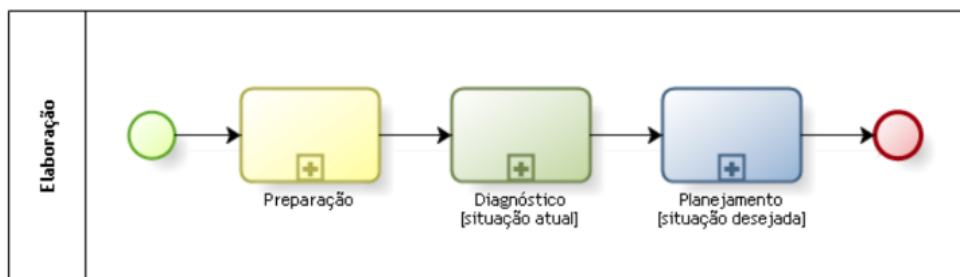 Elaboração
Preparação
Diagnóstico
[situação atual]
Planejamento
[situação desejada]